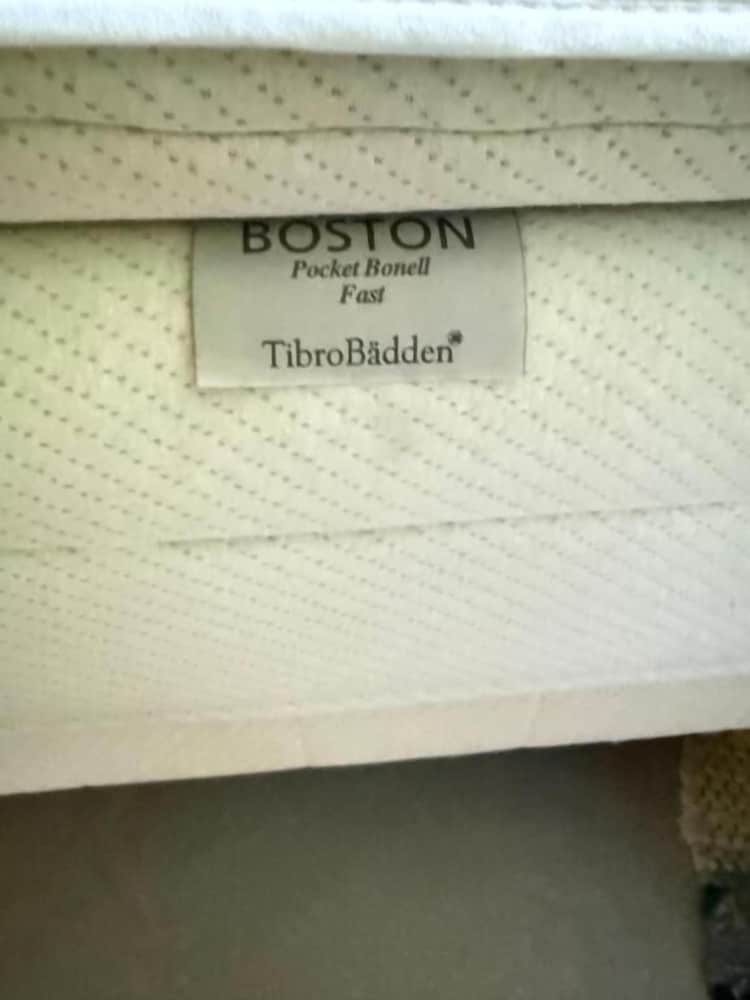 BOSTON
Pocket Bonell
Fast
TibroBädden